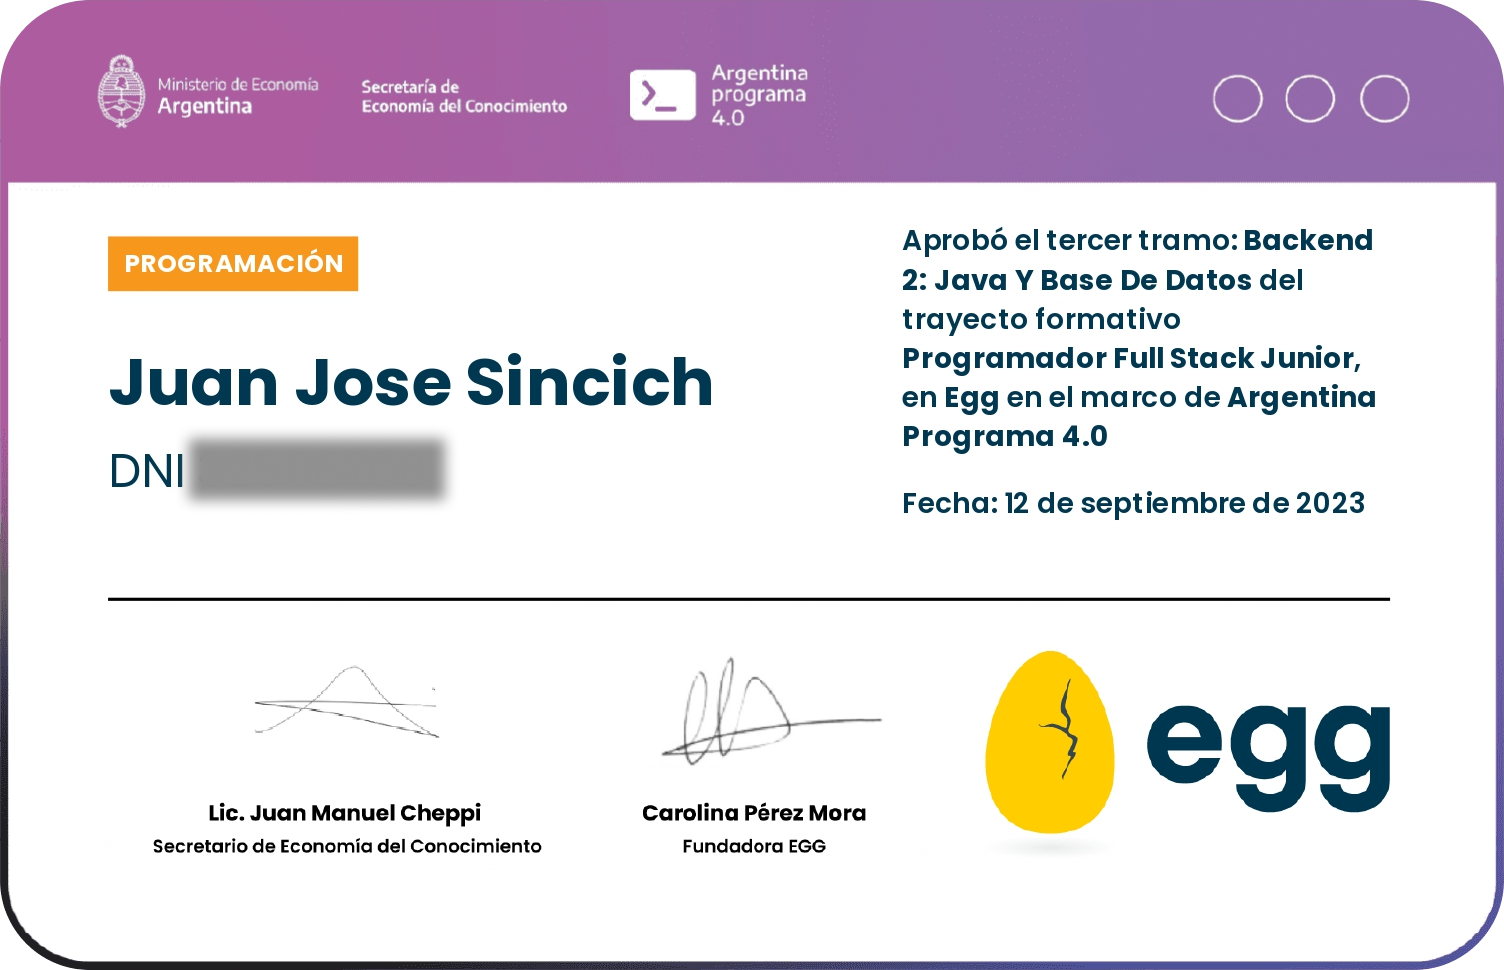 Ministerio de Economía
Argentina
Secretaría de
Economía del Conocimiento
Argentina
programa
4.0
PROGRAMACIÓN
Juan Jose Sincich
DNI
Aprobó el tercer tramo: Backend
2: Java Y Base De Datos del
trayecto formativo
Programador Full Stack Junior,
en Egg en el marco de Argentina
Programa 4.0
Fecha: 12 de septiembre de 2023
Lic. Juan Manuel Cheppi
Secretario de Economía del Conocimiento
Carolina Pérez Mora
Fundadora EGG
egg